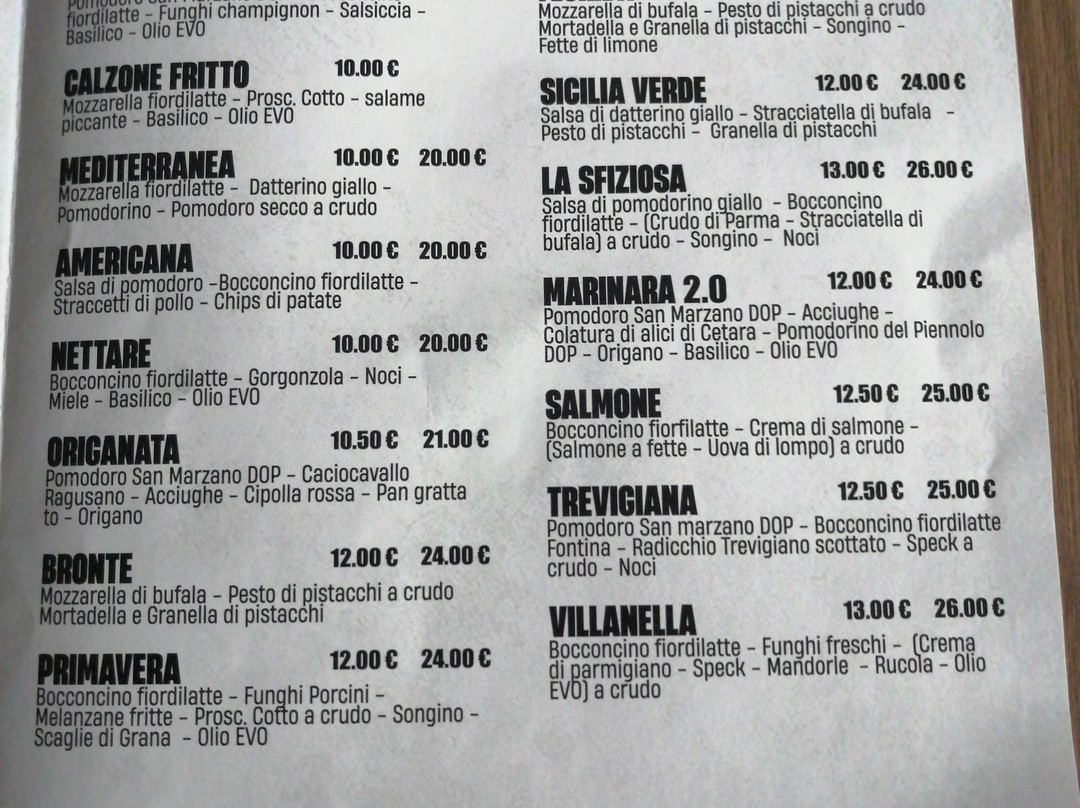 Pomodoro San Marzano
fiordilatte - Funghi champignon - Salsiccia -
Basilico - Olio EVO
CALZONE FRITTO 10.00 €
Mozzarella fiordilatte - Prosc. Cotto - salame
piccante - Basilico - Olio EVO
MEDITERRANEA 10.00 € 20.00 €
Mozzarella fiordilatte - Datterino giallo -
Pomodorino - Pomodoro secco a crudo
AMERICANA 10.00 € 20.00 €
Salsa di pomodoro -Bocconcino fiordilatte -
Straccetti di pollo - Chips di patate
NETTARE 10.00 € 20.00 €
Bocconcino fiordilatte - Gorgonzola - Noci -
Miele - Basilico - Olio EVO
ORIGANATA 10.50 € 21.00 €
Pomodoro San Marzano DOP - Caciocavallo
Ragusano - Acciughe - Cipolla rossa - Pan gratta
to - Origano
BRONTE 12.00 € 24.00 €
Mozzarella di bufala - Pesto di pistacchi a crudo
Mortadella e Granella di pistacchi
PRIMAVERA 12.00 € 24.00 €
Bocconcino fiordilatte - Funghi Porcini -
Melanzane fritte - Prosc. Cotto a crudo - Songino -
Scaglie di Grana - Olio EVO
Mozzarella di bufala - Pesto di pistacchi a crudo
Mortadella e Granella di pistacchi - Songino -
Fette di limone
SICILIA VERDE 12.00 € 24.00 €
Salsa di datterino giallo - Stracciatella di bufala -
Pesto di pistacchi - Granella di pistacchi
LA SFIZIOSA 13.00 € 26.00 €
Salsa di pomodorino giallo - Bocconcino
fiordilatte - (Crudo di Parma - Stracciatella di
bufala) a crudo - Songino - Noci
MARINARA 2.0 12.00 € 24.00 €
Pomodoro San Marzano DOP - Acciughe -
Colatura di alici di Cetara - Pomodorino del Piennolo
DOP - Origano - Basilico - Olio EVO
SALMONE 12.50 € 25.00 €
Bocconcino fiorfilatte - Crema di salmone -
(Salmone a fette - Uova di lompo) a crudo
TREVIGIANA 12.50 € 25.00 €
Pomodoro San marzano DOP - Bocconcino fiordilatte
Fontina - Radicchio Trevigiano scottato - Speck a
crudo - Noci
VILLANELLA 13.00 € 26.00 €
Bocconcino fiordilatte - Funghi freschi - (Crema
di parmigiano - Speck - Mandorle - Rucola - Olio
EVO) a crudo